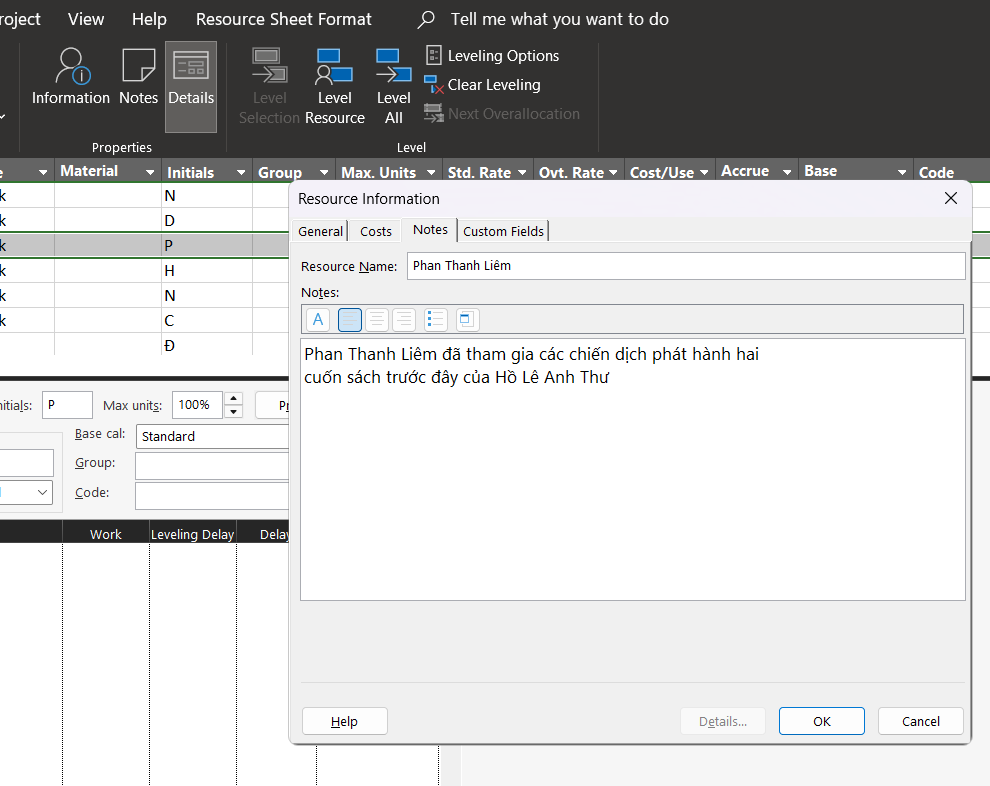 roject View Help Resource Sheet Format Tell me what you want to do
Information Notes Details Level Selection Level Resource Level All Leveling Options
Clear Leveling
Next Overallocation
Properties Level
Material Initials Group Max. Units Std. Rate Ovt. Rate Cost/Use Accrue Base Code
k N
k D
k P
k H
k N
k C
Đ
Resource Information
General Costs Notes Custom Fields
Resource Name: Phan Thanh Liêm
Notes:
A
Phan Thanh Liêm đã tham gia các chiến dịch phát hành hai
cuốn sách trước đây của Hồ Lê Anh Thư
Help Details... OK Cancel
nitials: P Max units: 100% Pr
Base cal: Standard
Group:
Code:
Work Leveling Delay Delay